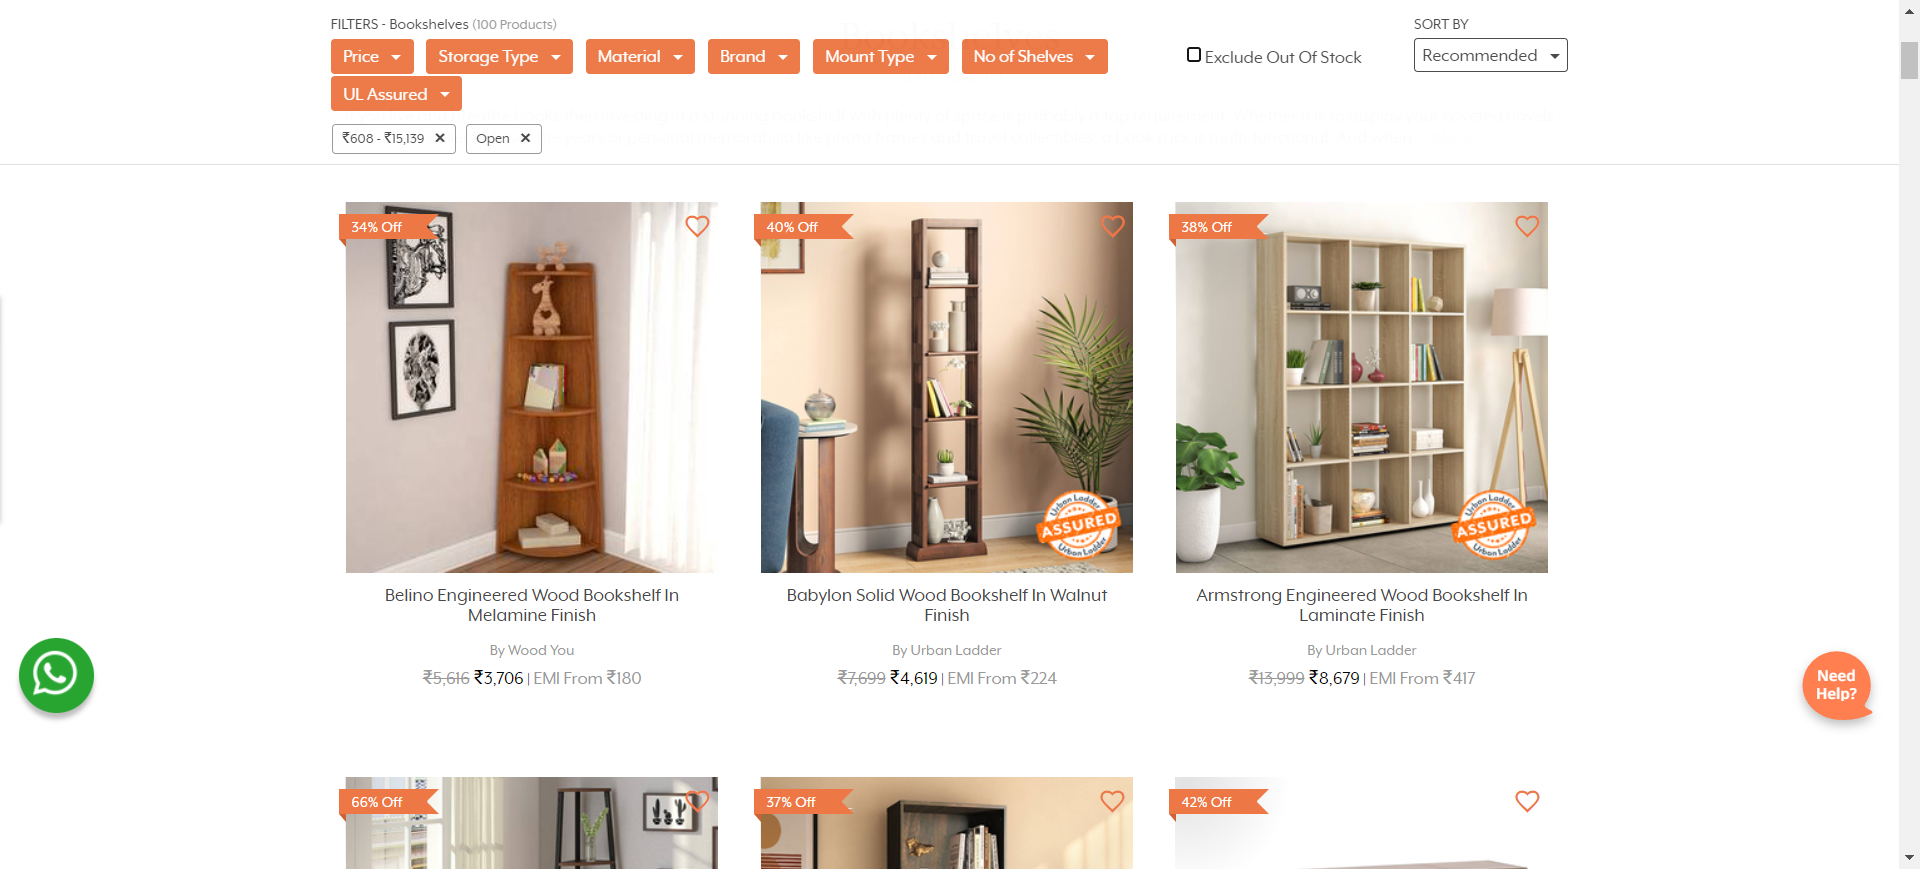 FILTERS - Bookshelves (100 Products)
SORT BY
Price
Storage Type
Material
Brand
Mount Type
No of Shelves
Exclude Out Of Stock
Recommended
UL Assured
₹608 - ₹15,139 ✕
Open ✕
34% Off
40% Off
38% Off
Urban Ladder
ASSURED
Urban Ladder
Urban Ladder
ASSURED
Urban Ladder
Belino Engineered Wood Bookshelf In
Melamine Finish
By Wood You
₹5,616 ₹3,706 | EMI From ₹180
Babylon Solid Wood Bookshelf In Walnut
Finish
By Urban Ladder
₹7,699 ₹4,619 | EMI From ₹224
Armstrong Engineered Wood Bookshelf In
Laminate Finish
By Urban Ladder
₹13,999 ₹8,679 | EMI From ₹417
Need
Help?
66% Off
37% Off
42% Off